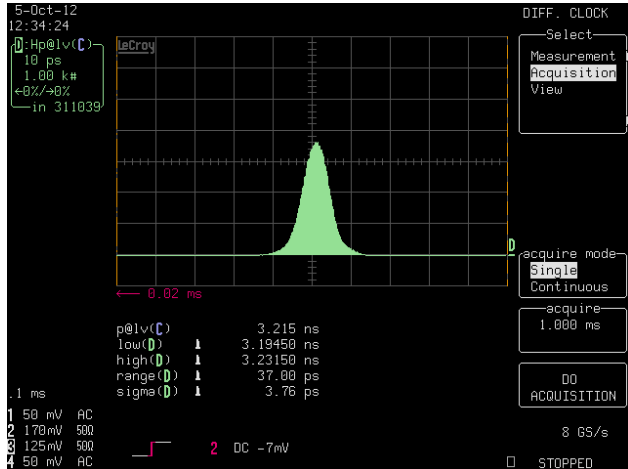 5-Oct-12
12:34:24
DIFF. CLOCK
D:Hp@lv(C)
10 ps
1.00 k#
←0%/→0%
in 311039
LeCroy
Select
Measurement
Acquisition
View
D
← 0.02 ms
acquire mode
Single
Continuous
acquire
1.000 ms
p@lv(C) 3.215 ns
low(D) 3.19450 ns
high(D) 3.23150 ns
range(D) 37.00 ps
sigma(D) 3.76 ps
DO
ACQUISITION
.1 ms
1 50 mV AC
2 170mV 50Ω
3 125mV 50Ω
4 50 mV AC
2 DC -7mV
8 GS/s
STOPPED